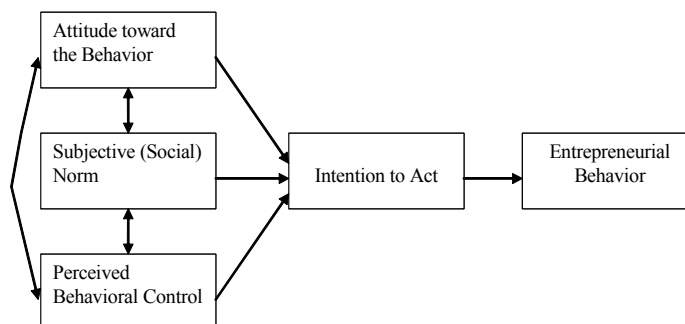 Attitude toward
the Behavior
Subjective (Social)
Norm
Perceived
Behavioral Control
Intention to Act
Entrepreneurial
Behavior